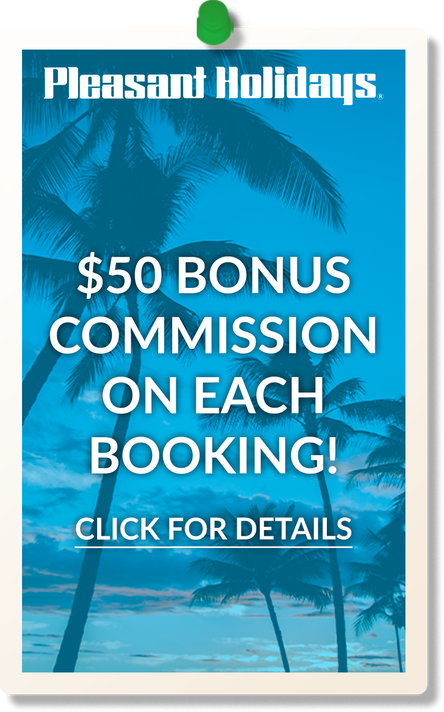 Pleasant Holidays®
$50 BONUS
COMMISSION
ON EACH
BOOKING!
CLICK FOR DETAILS